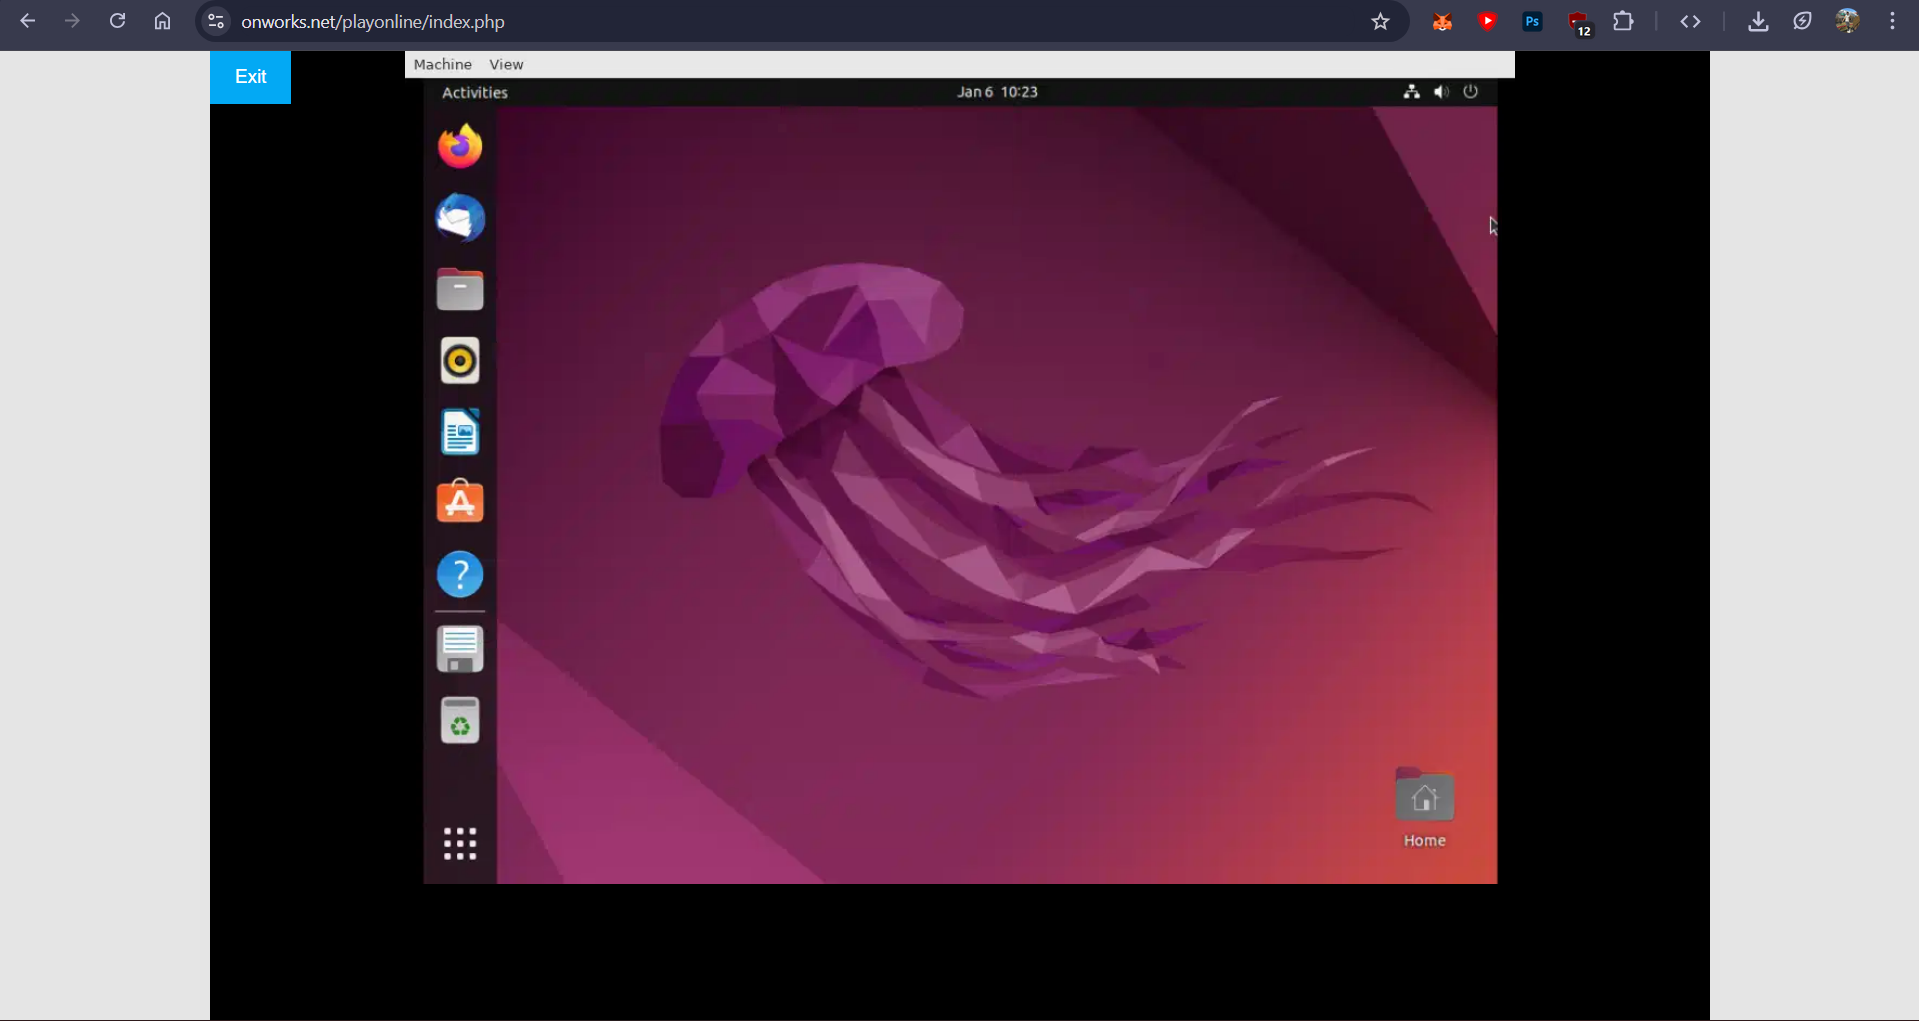 onworks.net/playonline/index.php
Ps
12
Exit
Machine View
Activities
Jan 6 10:23
?
Home